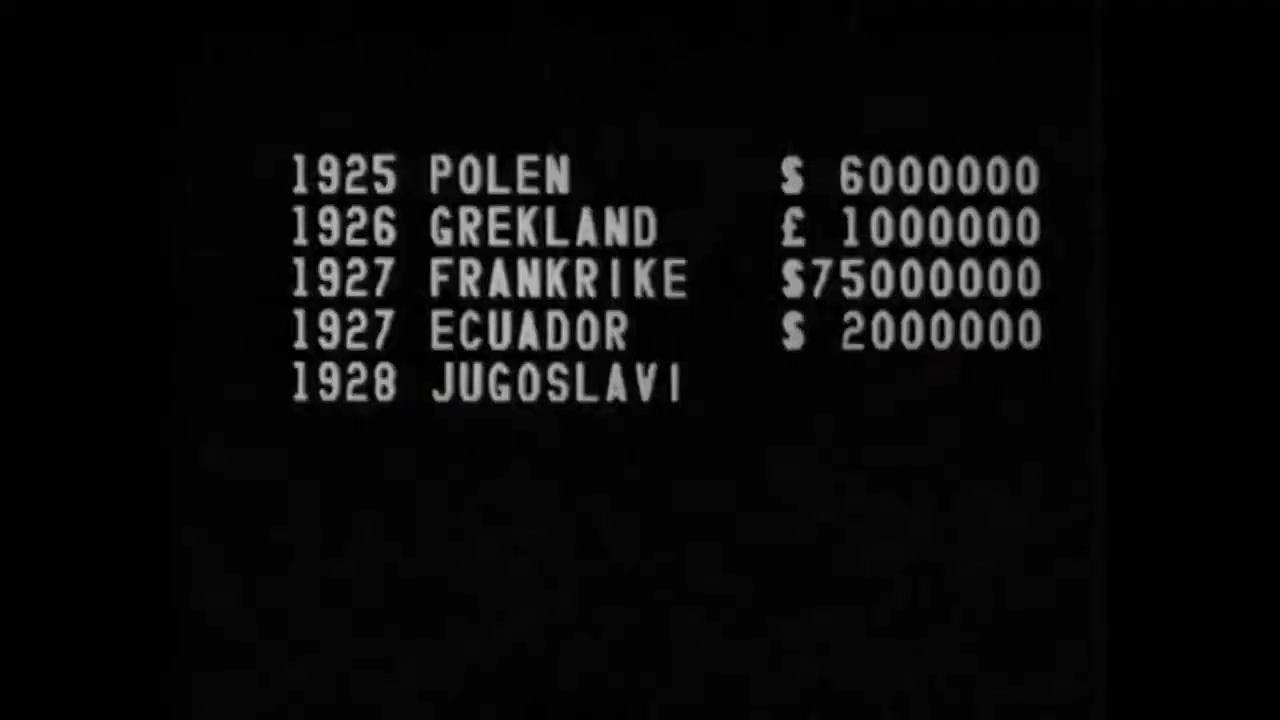 1925 POLEN $ 6000000
1926 GREKLAND £ 1000000
1927 FRANKRIKE $75000000
1927 ECUADOR $ 2000000
1928 JUGOSLAVI